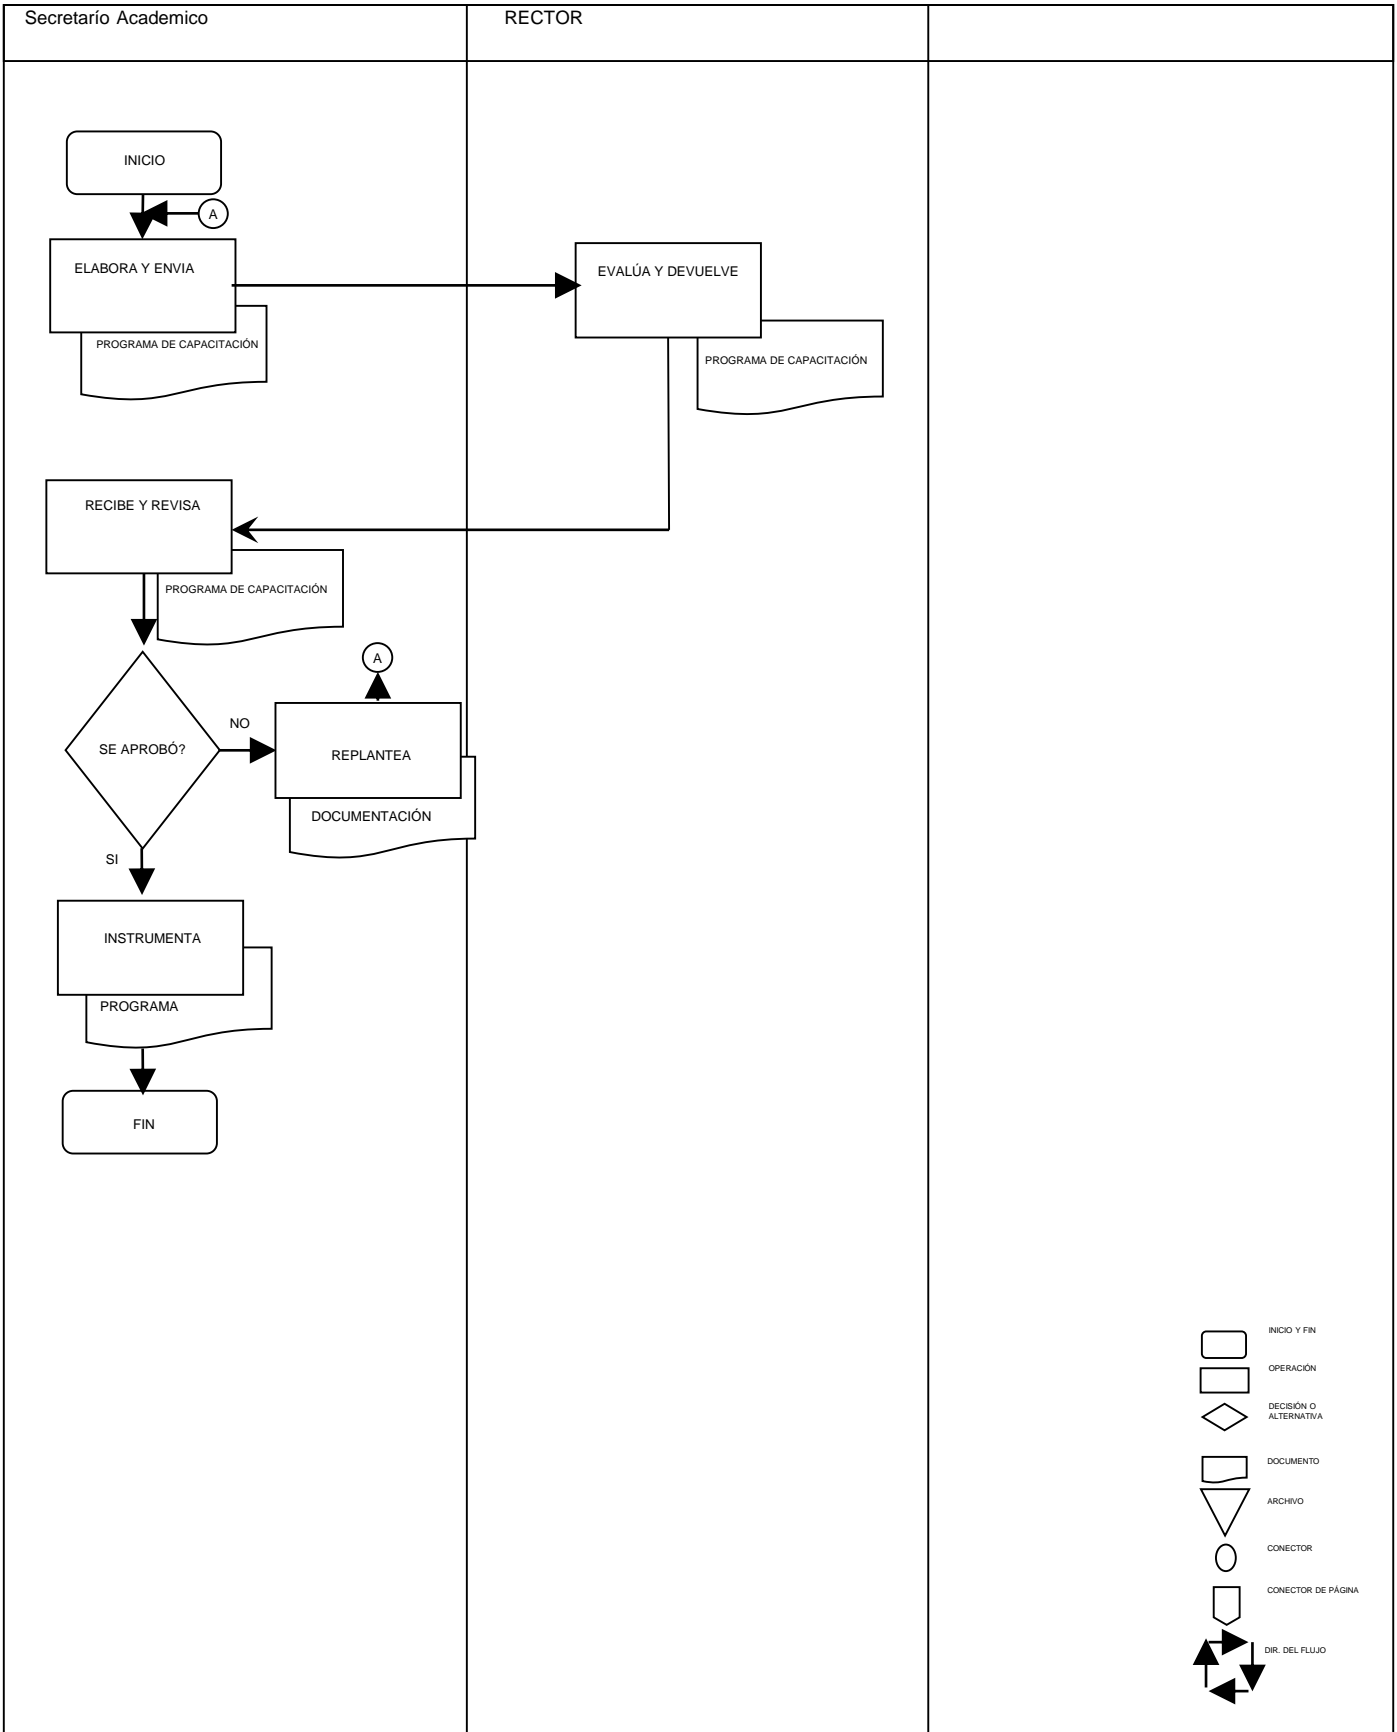 Secretarío Academico
RECTOR
INICIO
A
ELABORA Y ENVIA
PROGRAMA DE CAPACITACIÓN
EVALÚA Y DEVUELVE
PROGRAMA DE CAPACITACIÓN
RECIBE Y REVISA
PROGRAMA DE CAPACITACIÓN
A
SE APROBÓ?
NO
REPLANTEA
DOCUMENTACIÓN
SI
INSTRUMENTA
PROGRAMA
FIN
INICIO Y FIN
OPERACIÓN
DECISIÓN O
ALTERNATIVA
DOCUMENTO
ARCHIVO
CONECTOR
CONECTOR DE PÁGINA
DIR. DEL FLUJO